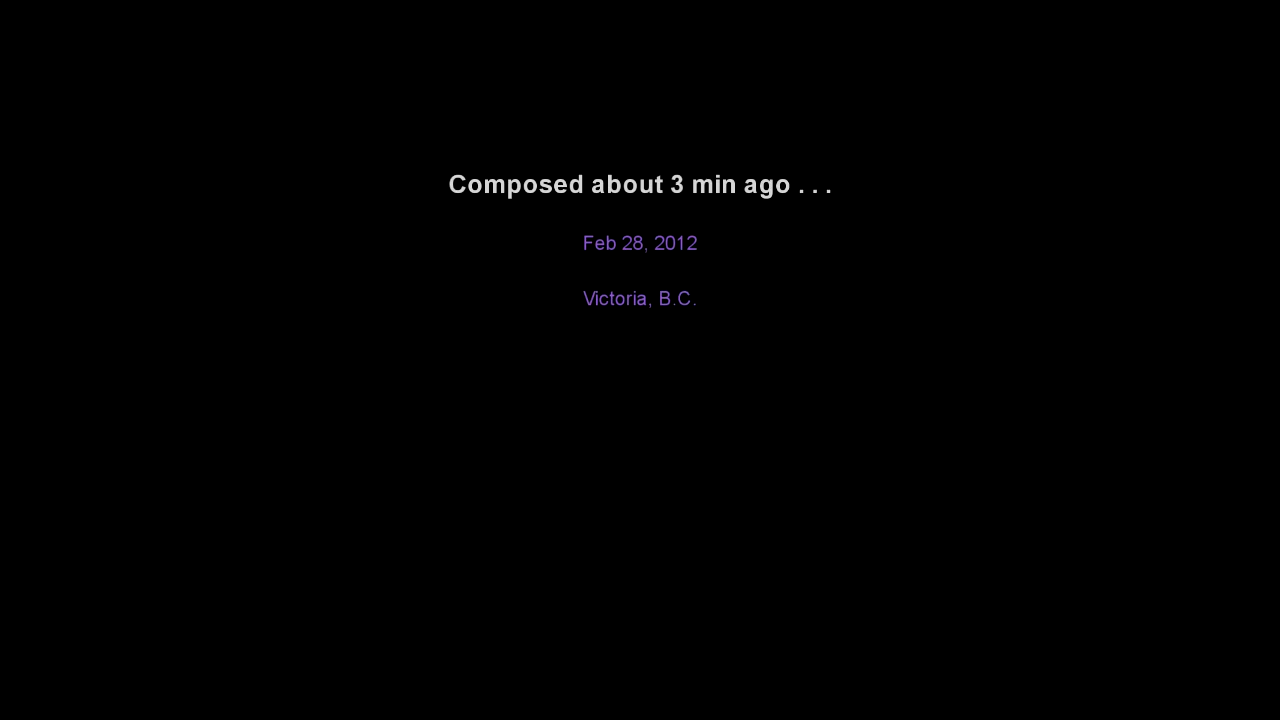 Composed about 3 min ago . . .
Feb 28, 2012
Victoria, B.C.